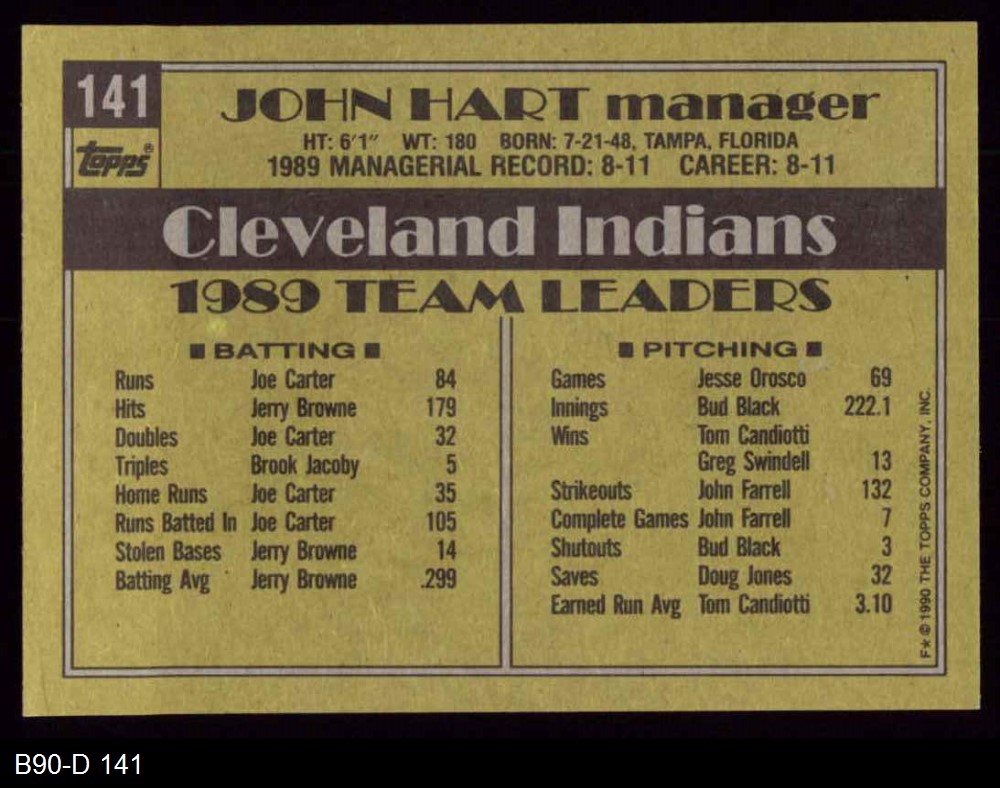 141
topps®
JOHN HART manager
HT: 6'1" WT: 180 BORN: 7-21-48, TAMPA, FLORIDA
1989 MANAGERIAL RECORD: 8-11 CAREER: 8-11
Cleveland Indians
1989 TEAM LEADERS
■ BATTING ■
Runs Joe Carter 84
Hits Jerry Browne 179
Doubles Joe Carter 32
Triples Brook Jacoby 5
Home Runs Joe Carter 35
Runs Batted In Joe Carter 105
Stolen Bases Jerry Browne 14
Batting Avg Jerry Browne .299
■ PITCHING ■
Games Jesse Orosco 69
Innings Bud Black 222.1
Wins Tom Candiotti
Greg Swindell 13
Strikeouts John Farrell 132
Complete Games John Farrell 7
Shutouts Bud Black 3
Saves Doug Jones 32
Earned Run Avg Tom Candiotti 3.10
F★ © 1990 THE TOPPS COMPANY, INC.
B90-D 141